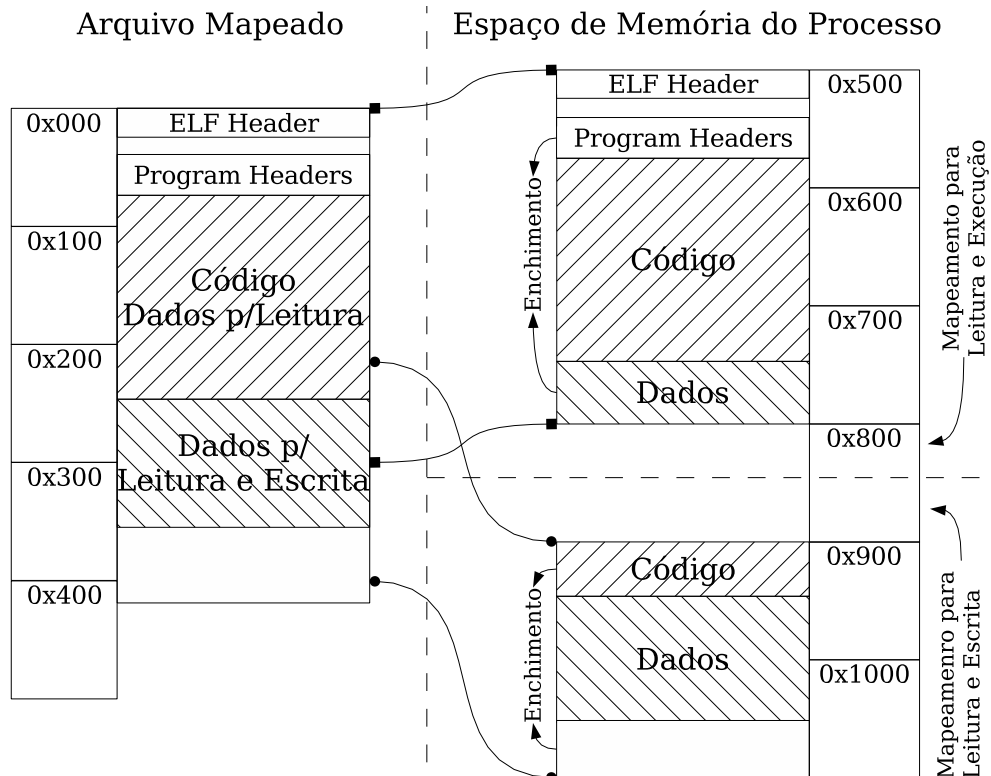 Arquivo Mapeado
0x000
ELF Header
Program Headers
0x100
Código
Dados p/Leitura
0x200
Dados p/
Leitura e Escrita
0x300
0x400
Espaço de Memória do Processo
ELF Header
0x500
Program Headers
Enchimento
0x600
Código
0x700
Dados
0x800
Mapeamento para
Leitura e Execução
Código
0x900
Enchimento
Dados
0x1000
Mapeamenro para
Leitura e Escrita